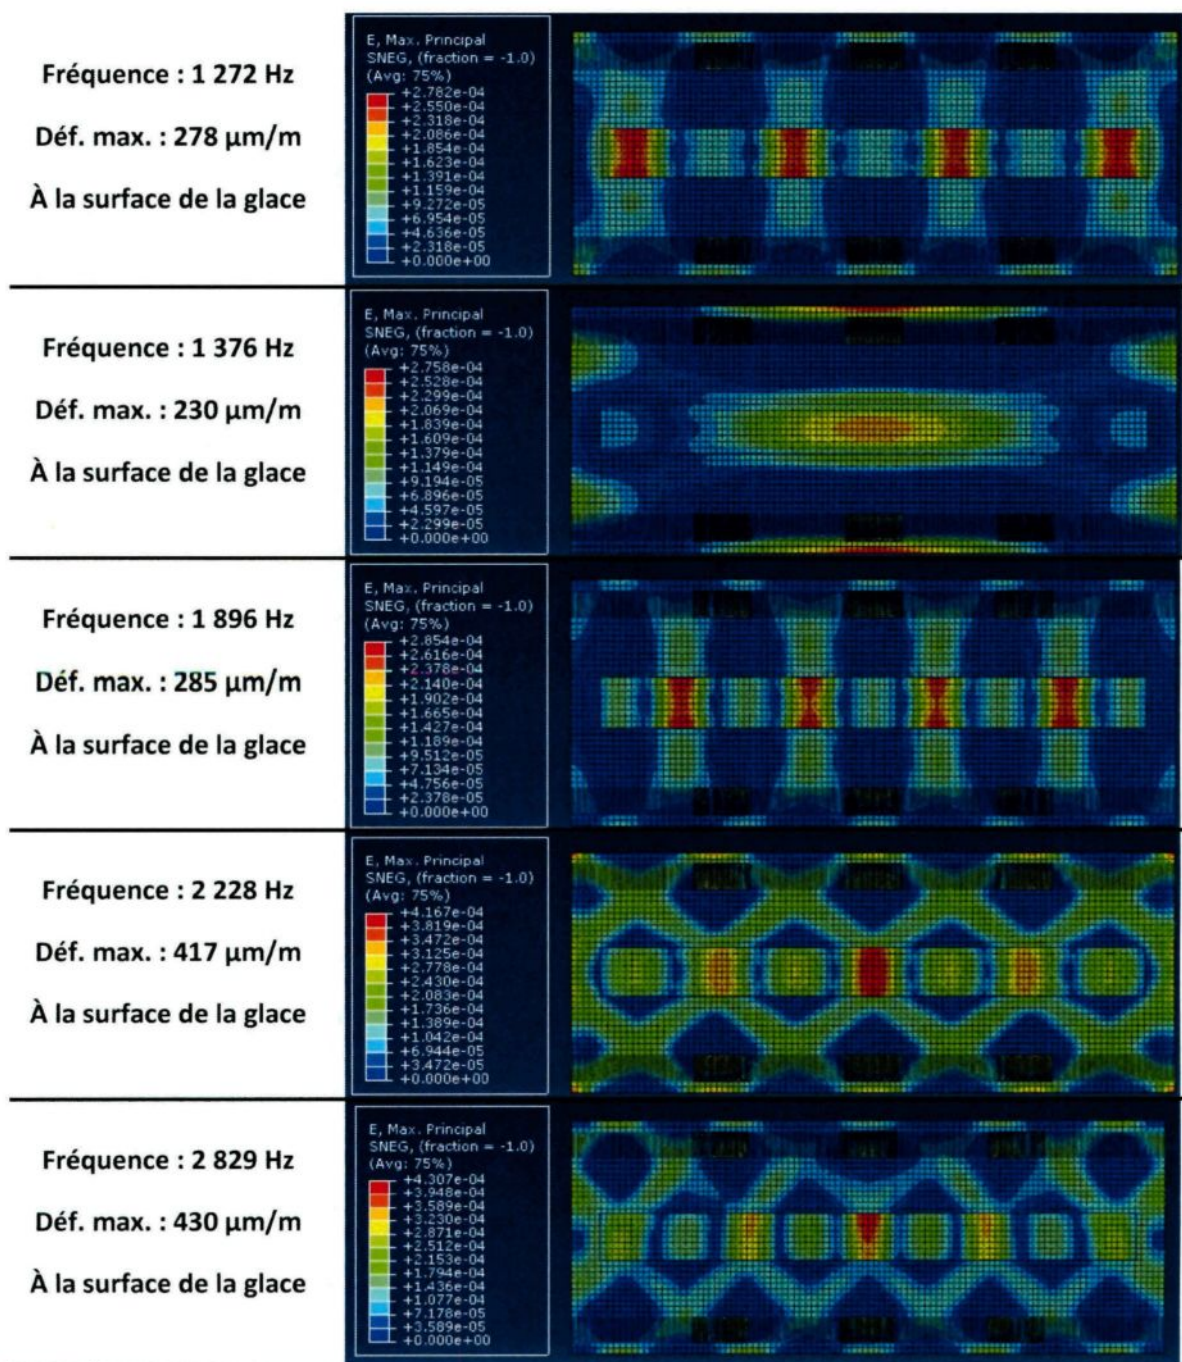 Fréquence : 1 272 Hz
Déf. max. : 278 µm/m
À la surface de la glace
E, Max. Principal
SNEG, (fraction = -1.0)
(Avg: 75%)
+2.782e-04
+2.550e-04
+2.318e-04
+2.086e-04
+1.854e-04
+1.623e-04
+1.391e-04
+1.159e-04
+9.272e-05
+6.954e-05
+4.636e-05
+2.318e-05
+0.000e+00
Fréquence : 1 376 Hz
Déf. max. : 230 µm/m
À la surface de la glace
E, Max. Principal
SNEG, (fraction = -1.0)
(Avg: 75%)
+2.758e-04
+2.528e-04
+2.299e-04
+2.069e-04
+1.839e-04
+1.609e-04
+1.379e-04
+1.149e-04
+9.194e-05
+6.896e-05
+4.597e-05
+2.299e-05
+0.000e+00
Fréquence : 1 896 Hz
Déf. max. : 285 µm/m
À la surface de la glace
E, Max. Principal
SNEG, (fraction = -1.0)
(Avg: 75%)
+2.854e-04
+2.616e-04
+2.378e-04
+2.140e-04
+1.902e-04
+1.665e-04
+1.427e-04
+1.189e-04
+9.512e-05
+7.134e-05
+4.756e-05
+2.378e-05
+0.000e+00
Fréquence : 2 228 Hz
Déf. max. : 417 µm/m
À la surface de la glace
E, Max. Principal
SNEG, (fraction = -1.0)
(Avg: 75%)
+4.167e-04
+3.819e-04
+3.472e-04
+3.125e-04
+2.778e-04
+2.430e-04
+2.083e-04
+1.736e-04
+1.389e-04
+1.042e-04
+6.944e-05
+3.472e-05
+0.000e+00
Fréquence : 2 829 Hz
Déf. max. : 430 µm/m
À la surface de la glace
E, Max. Principal
SNEG, (fraction = -1.0)
(Avg: 75%)
+4.307e-04
+3.948e-04
+3.589e-04
+3.230e-04
+2.871e-04
+2.512e-04
+2.153e-04
+1.794e-04
+1.436e-04
+1.077e-04
+7.178e-05
+3.589e-05
+0.000e+00